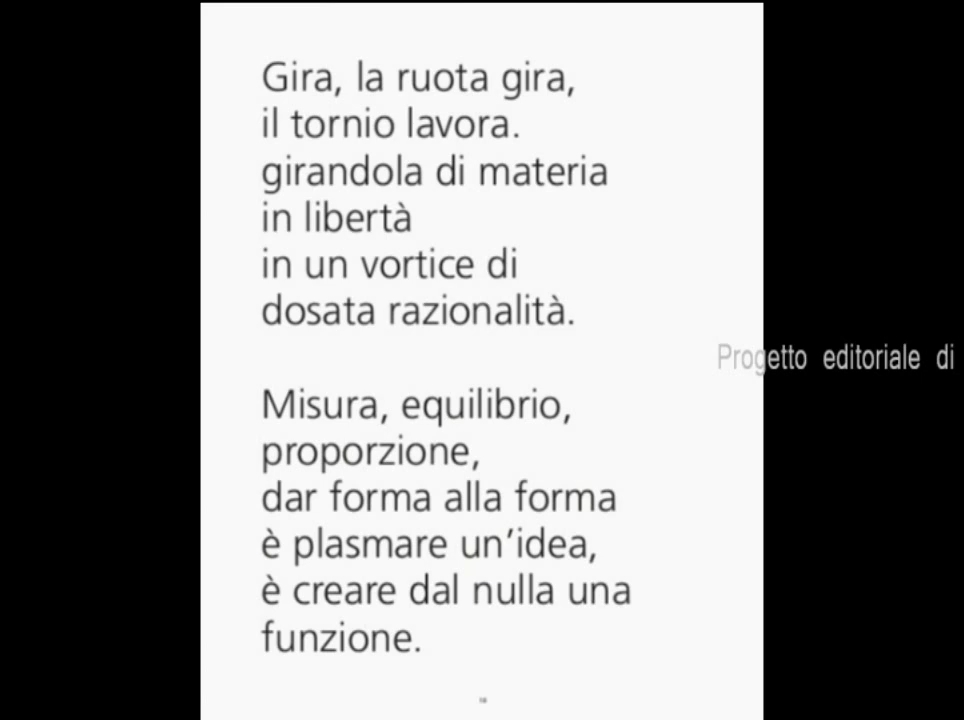 Gira, la ruota gira,
il tornio lavora.
girandola di materia
in libertà
in un vortice di
dosata razionalità.
Misura, equilibrio,
proporzione,
dar forma alla forma
è plasmare un’idea,
è creare dal nulla una
funzione.
Progetto editoriale di